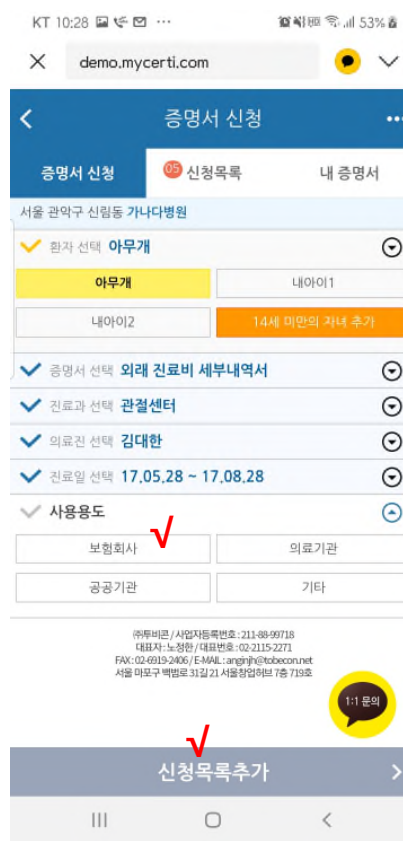 KT 10:28 ... 53%
demo.mycerti.com
증명서 신청
증명서 신청 05 신청목록 내 증명서
서울 관악구 신림동 가나다병원
환자 선택 아무개
아무개 내아이1
내아이2 14세 미만의 자녀 추가
증명서 선택 외래 진료비 세부내역서
진료과 선택 관절센터
의료진 선택 김대한
진료일 선택 17.05.28 ~ 17.08.28
사용용도
보험회사 의료기관
공공기관 기타
㈜투비콘 / 사업자등록번호 : 211-88-99718
대표자 : 노정한 / 대표번호 : 02-2115-2271
FAX : 02-6919-2406 / E-MAIL : anginjh@tobecon.net
서울 마포구 백범로 31길 21 서울창업허브 7층 719호
1:1 문의
신청목록추가